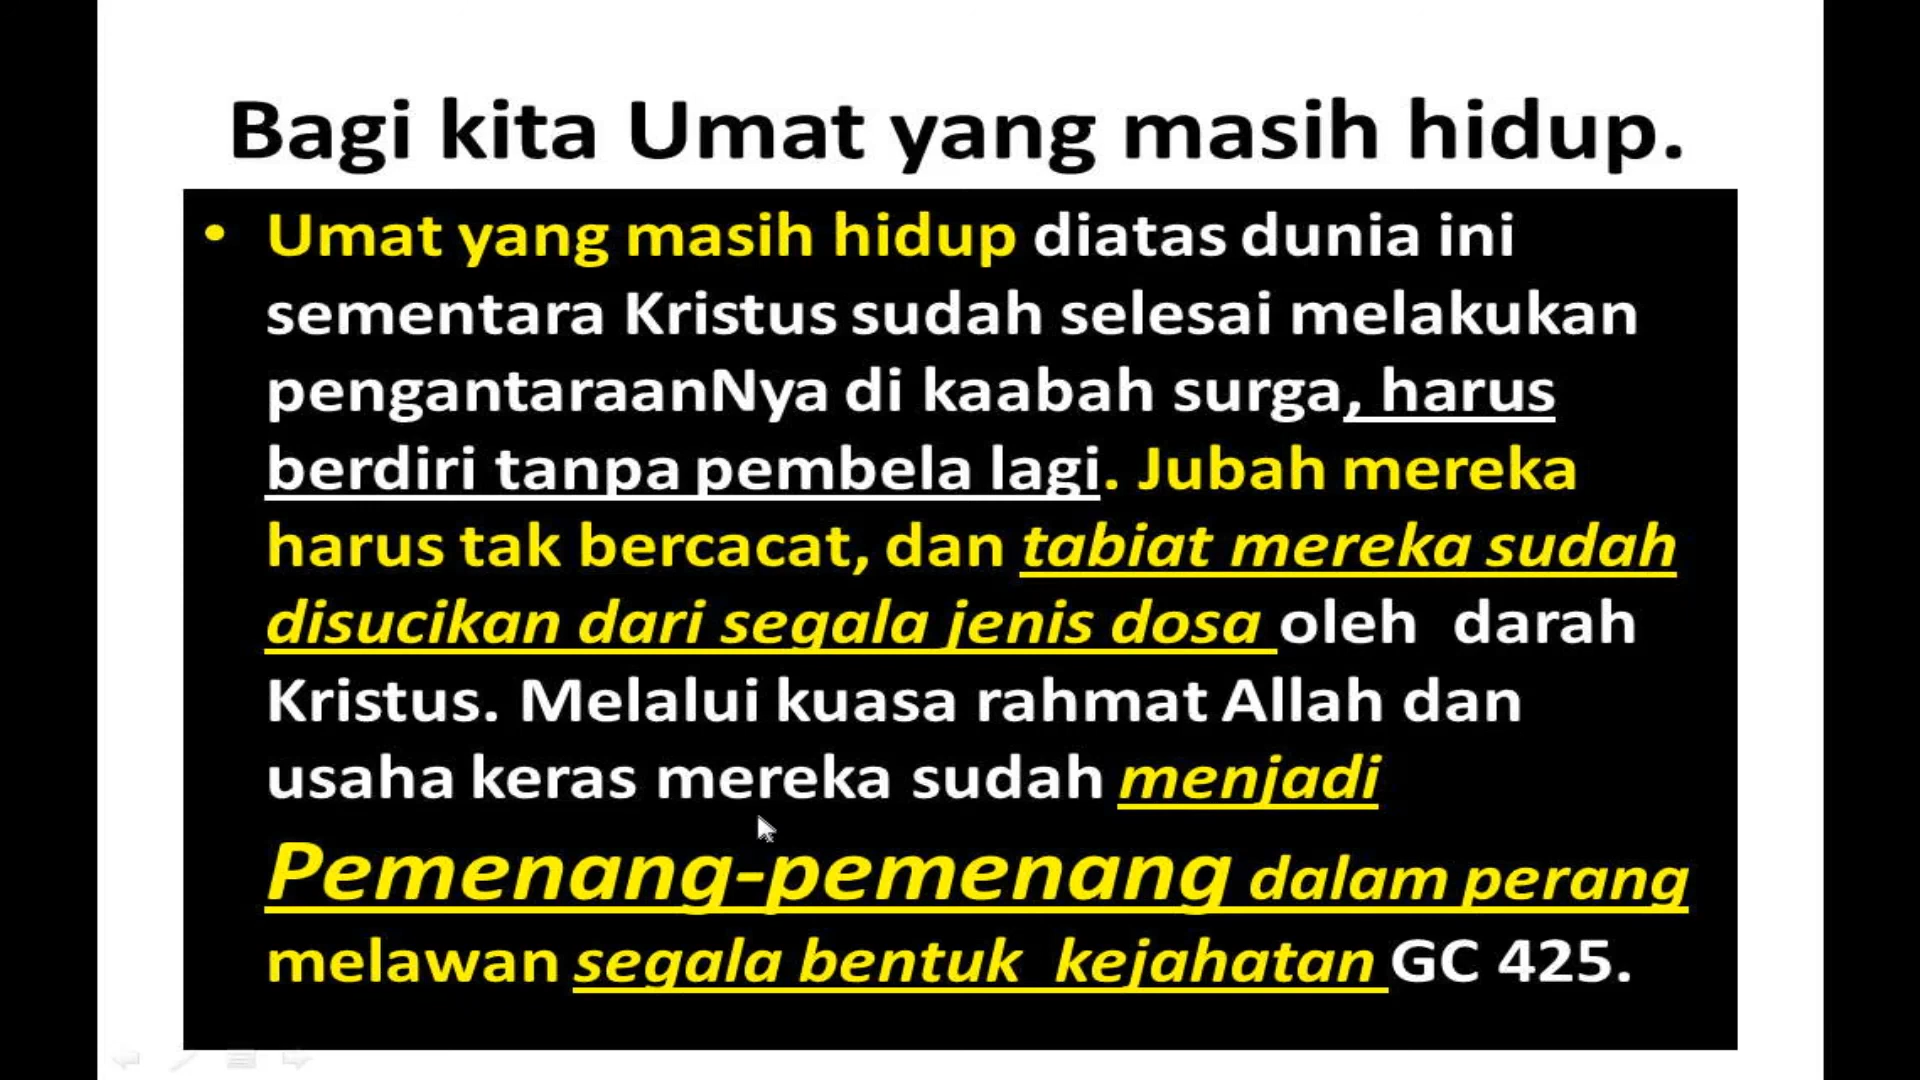 Bagi kita Umat yang masih hidup.
• Umat yang masih hidup diatas dunia ini
sementara Kristus sudah selesai melakukan
pengantaraanNya di kaabah surga, harus
berdiri tanpa pembela lagi. Jubah mereka
harus tak bercacat, dan tabiat mereka sudah
disucikan dari segala jenis dosa oleh darah
Kristus. Melalui kuasa rahmat Allah dan
usaha keras mereka sudah menjadi
Pemenang-pemenang dalam perang
melawan segala bentuk kejahatan GC 425.